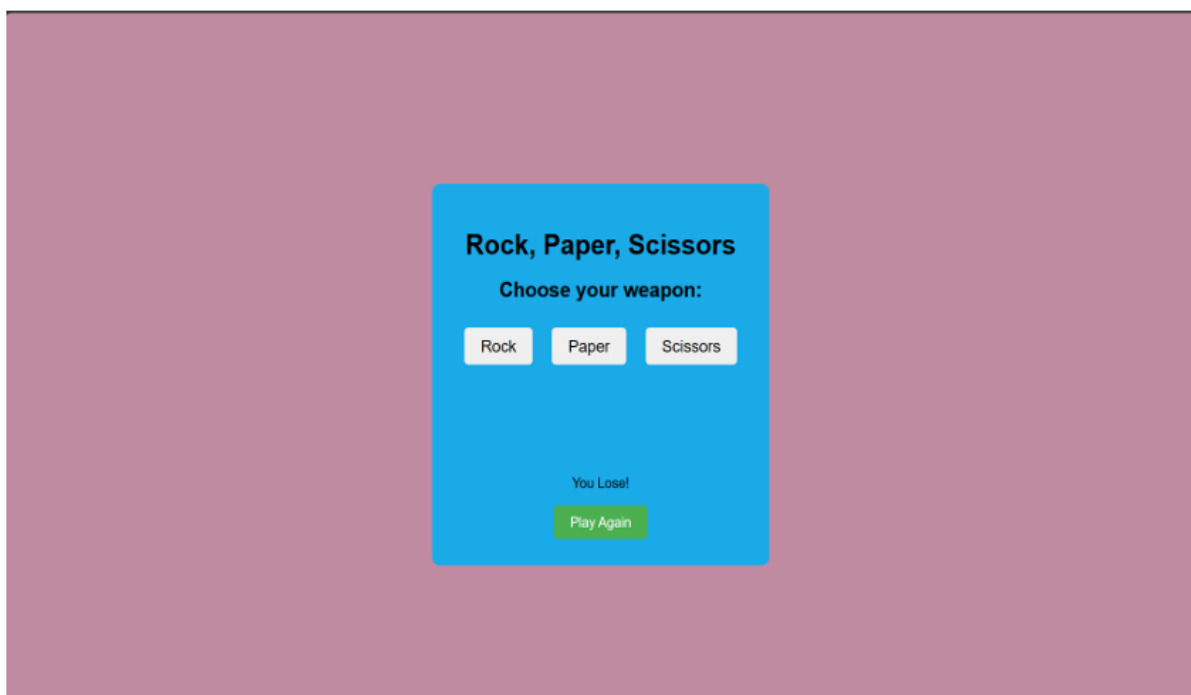 Rock, Paper, Scissors
Choose your weapon:
Rock Paper Scissors
You Lose!
Play Again